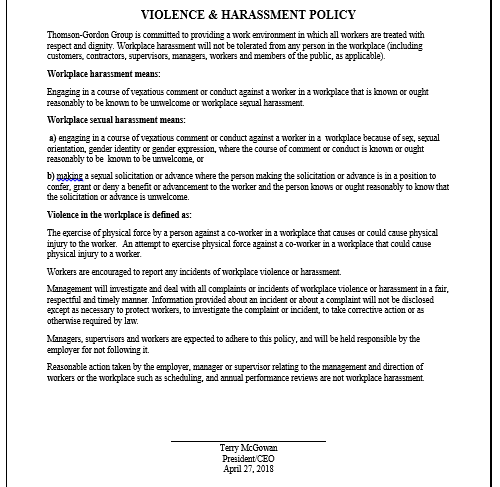 VIOLENCE & HARASSMENT POLICY
Thomson-Gordon Group is committed to providing a work environment in which all workers are treated with
respect and dignity. Workplace harassment will not be tolerated from any person in the workplace (including
customers, contractors, supervisors, managers, workers and members of the public, as applicable).
Workplace harassment means:
Engaging in a course of vexatious comment or conduct against a worker in a workplace that is known or ought
reasonably to be known to be unwelcome or workplace sexual harassment.
Workplace sexual harassment means:
a) engaging in a course of vexatious comment or conduct against a worker in a workplace because of sex, sexual
orientation, gender identity or gender expression, where the course of comment or conduct is known or ought
reasonably to be known to be unwelcome, or
b) making a sexual solicitation or advance where the person making the solicitation or advance is in a position to
confer, grant or deny a benefit or advancement to the worker and the person knows or ought reasonably to know that
the solicitation or advance is unwelcome.
Violence in the workplace is defined as:
The exercise of physical force by a person against a co-worker in a workplace that causes or could cause physical
injury to the worker. An attempt to exercise physical force against a co-worker in a workplace that could cause
physical injury to a worker.
Workers are encouraged to report any incidents of workplace violence or harassment.
Management will investigate and deal with all complaints or incidents of workplace violence or harassment in a fair,
respectful and timely manner. Information provided about an incident or about a complaint will not be disclosed
except as necessary to protect workers, to investigate the complaint or incident, to take corrective action or as
otherwise required by law.
Managers, supervisors and workers are expected to adhere to this policy, and will be held responsible by the
employer for not following it.
Reasonable action taken by the employer, manager or supervisor relating to the management and direction of
workers or the workplace such as scheduling, and annual performance reviews are not workplace harassment.
Terry McGowan
President/CEO
April 27, 2018